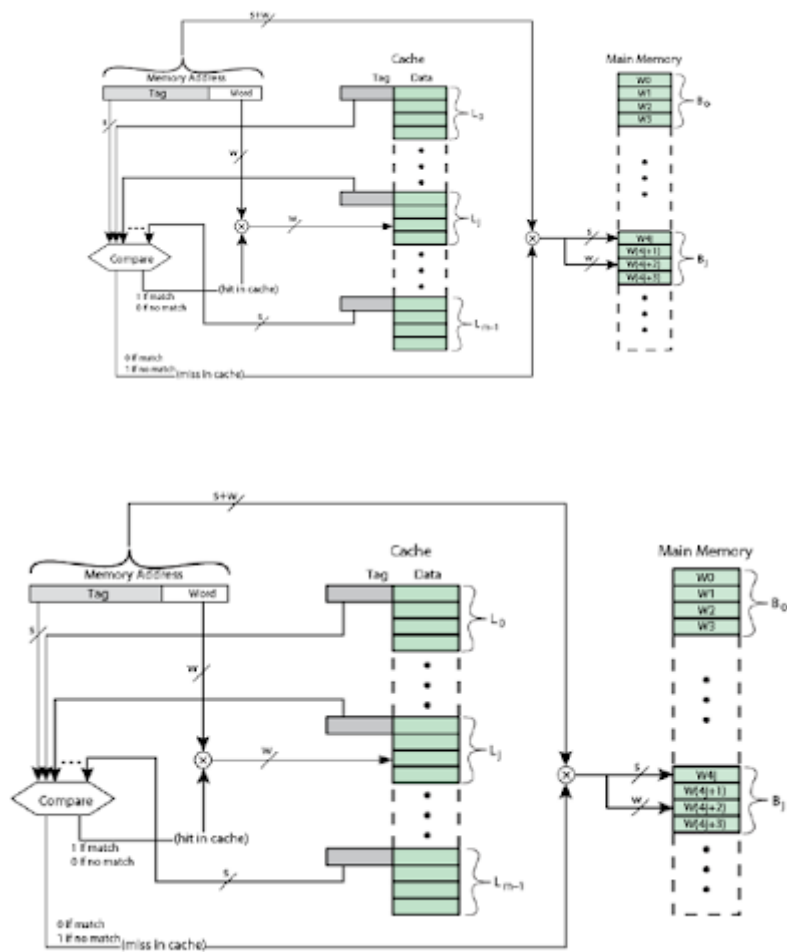 s+w
Cache
Main Memory
Memory Address
Tag Data
Tag Word
W0
W1
W2
W3
B0
L0
s
w
w
Lj
s
w
W4j
W(4j+1)
W(4j+2)
W(4j+3)
Bj
Compare
1 if match
0 if no match
(hit in cache)
s
Lm-1
0 if match
1 if no match
(miss in cache)
s+w
Cache
Main Memory
Memory Address
Tag Data
Tag Word
W0
W1
W2
W3
B0
L0
s
w
w
Lj
s
w
W4j
W(4j+1)
W(4j+2)
W(4j+3)
Bj
Compare
1 if match
0 if no match
(hit in cache)
s
Lm-1
0 if match
1 if no match
(miss in cache)